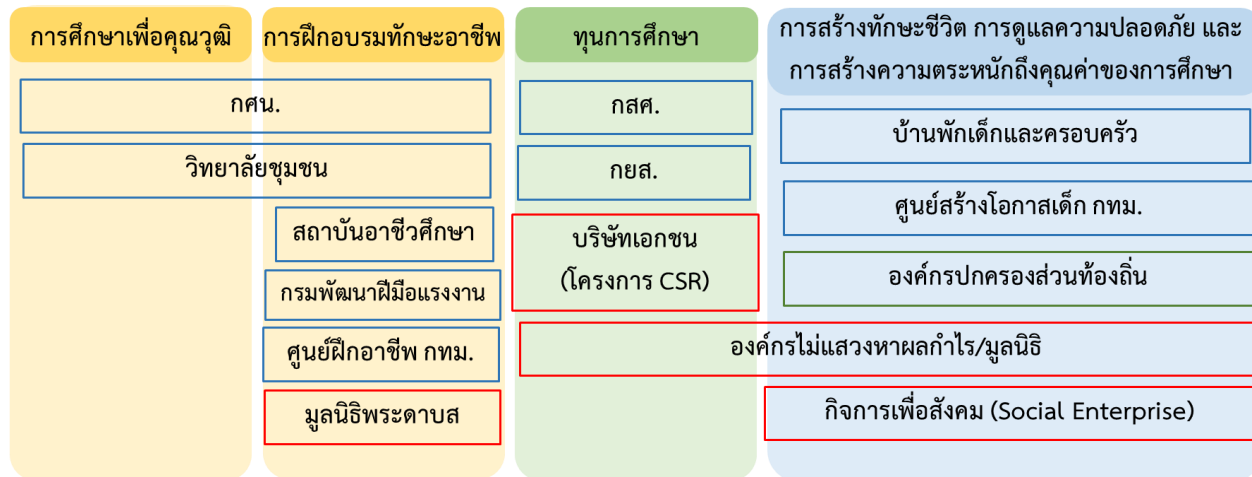 การศึกษาเพื่อคุณวุฒิ
การฝึกอบรมทักษะอาชีพ
ทุนการศึกษา
การสร้างทักษะชีวิต การดูแลความปลอดภัย และ
การสร้างความตระหนักถึงคุณค่าของการศึกษา
กศน.
วิทยาลัยชุมชน
สถาบันอาชีวศึกษา
กรมพัฒนาฝีมือแรงงาน
ศูนย์ฝึกอาชีพ กทม.
มูลนิธิพระดาบส
กสศ.
กยส.
บริษัทเอกชน
(โครงการ CSR)
บ้านพักเด็กและครอบครัว
ศูนย์สร้างโอกาสเด็ก กทม.
องค์กรปกครองส่วนท้องถิ่น
องค์กรไม่แสวงหาผลกำไร/มูลนิธิ
กิจการเพื่อสังคม (Social Enterprise)